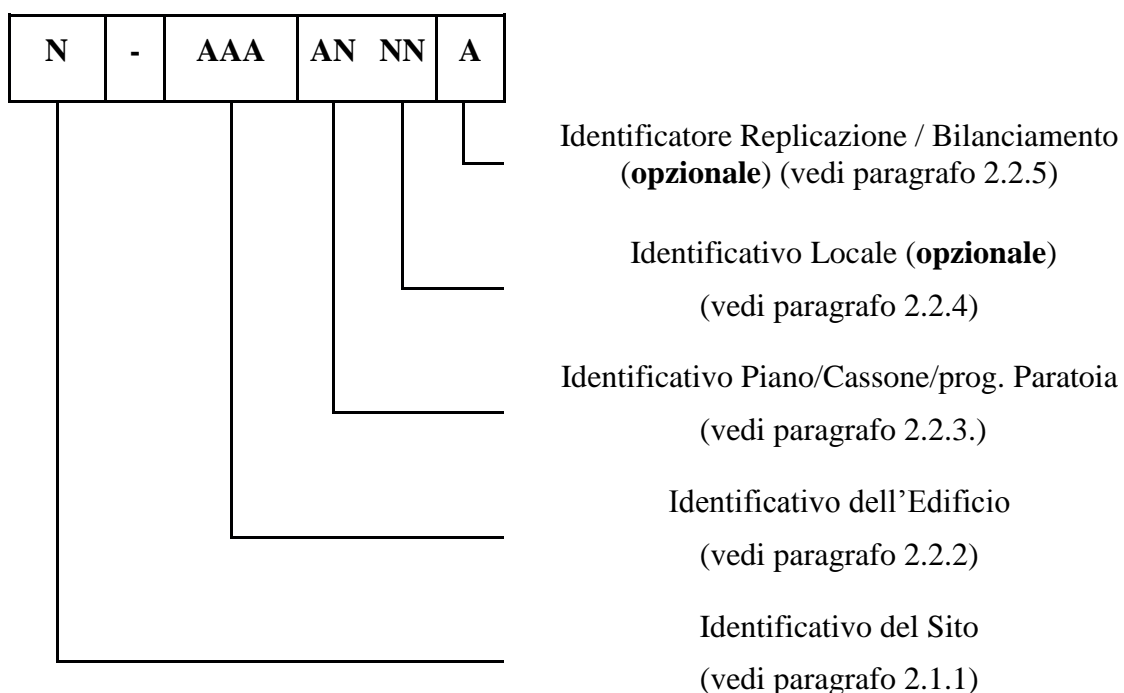 N - AAA AN NN A
Identificatore Replicazione / Bilanciamento
(opzionale) (vedi paragrafo 2.2.5)
Identificativo Locale (opzionale)
(vedi paragrafo 2.2.4)
Identificativo Piano/Cassone/prog. Paratoia
(vedi paragrafo 2.2.3.)
Identificativo dell’Edificio
(vedi paragrafo 2.2.2)
Identificativo del Sito
(vedi paragrafo 2.1.1)